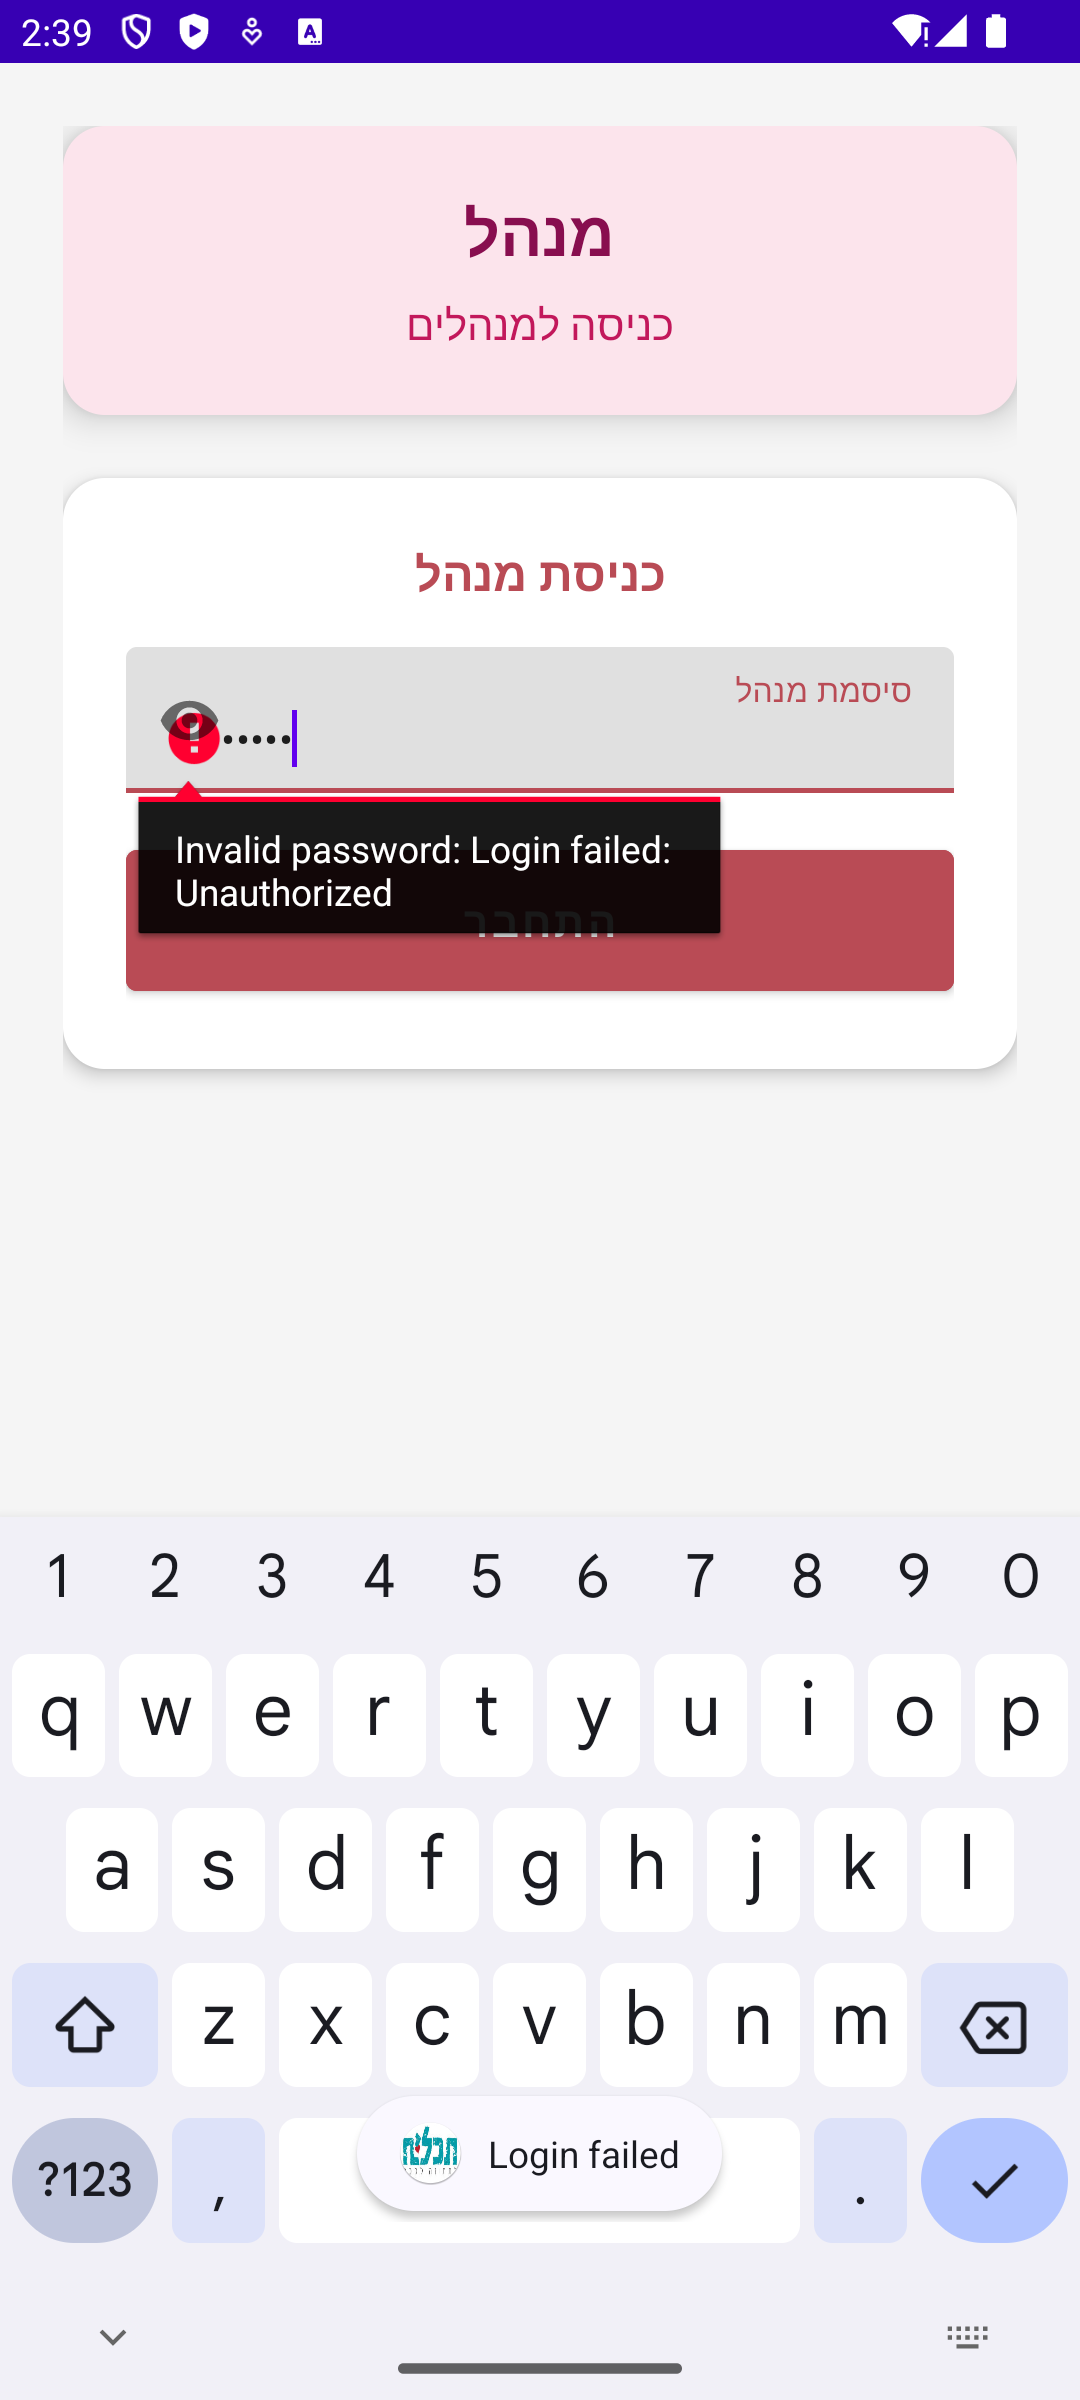 2:39
מנהל
כניסה למנהלים
כניסת מנהל
סיסמת מנהל
•••••
Invalid password: Login failed:
Unauthorized
התחבר
1 2 3 4 5 6 7 8 9 0
q w e r t y u i o p
a s d f g h j k l
z x c v b n m
?123 , .
תכלת
Login failed